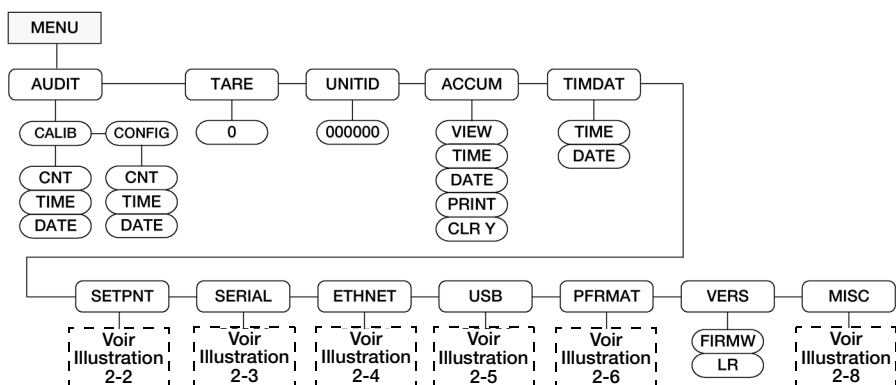 MENU
AUDIT TARE UNITID ACCUM TIMDAT
CALIB CONFIG 0 000000 VIEW TIME
CNT CNT TIME DATE
TIME TIME DATE
DATE DATE PRINT
CLR Y
SETPNT SERIAL ETHNET USB PFRMAT VERS MISC
Voir Illustration 2-2
Voir Illustration 2-3
Voir Illustration 2-4
Voir Illustration 2-5
Voir Illustration 2-6
FIRMW
LR
Voir Illustration 2-8